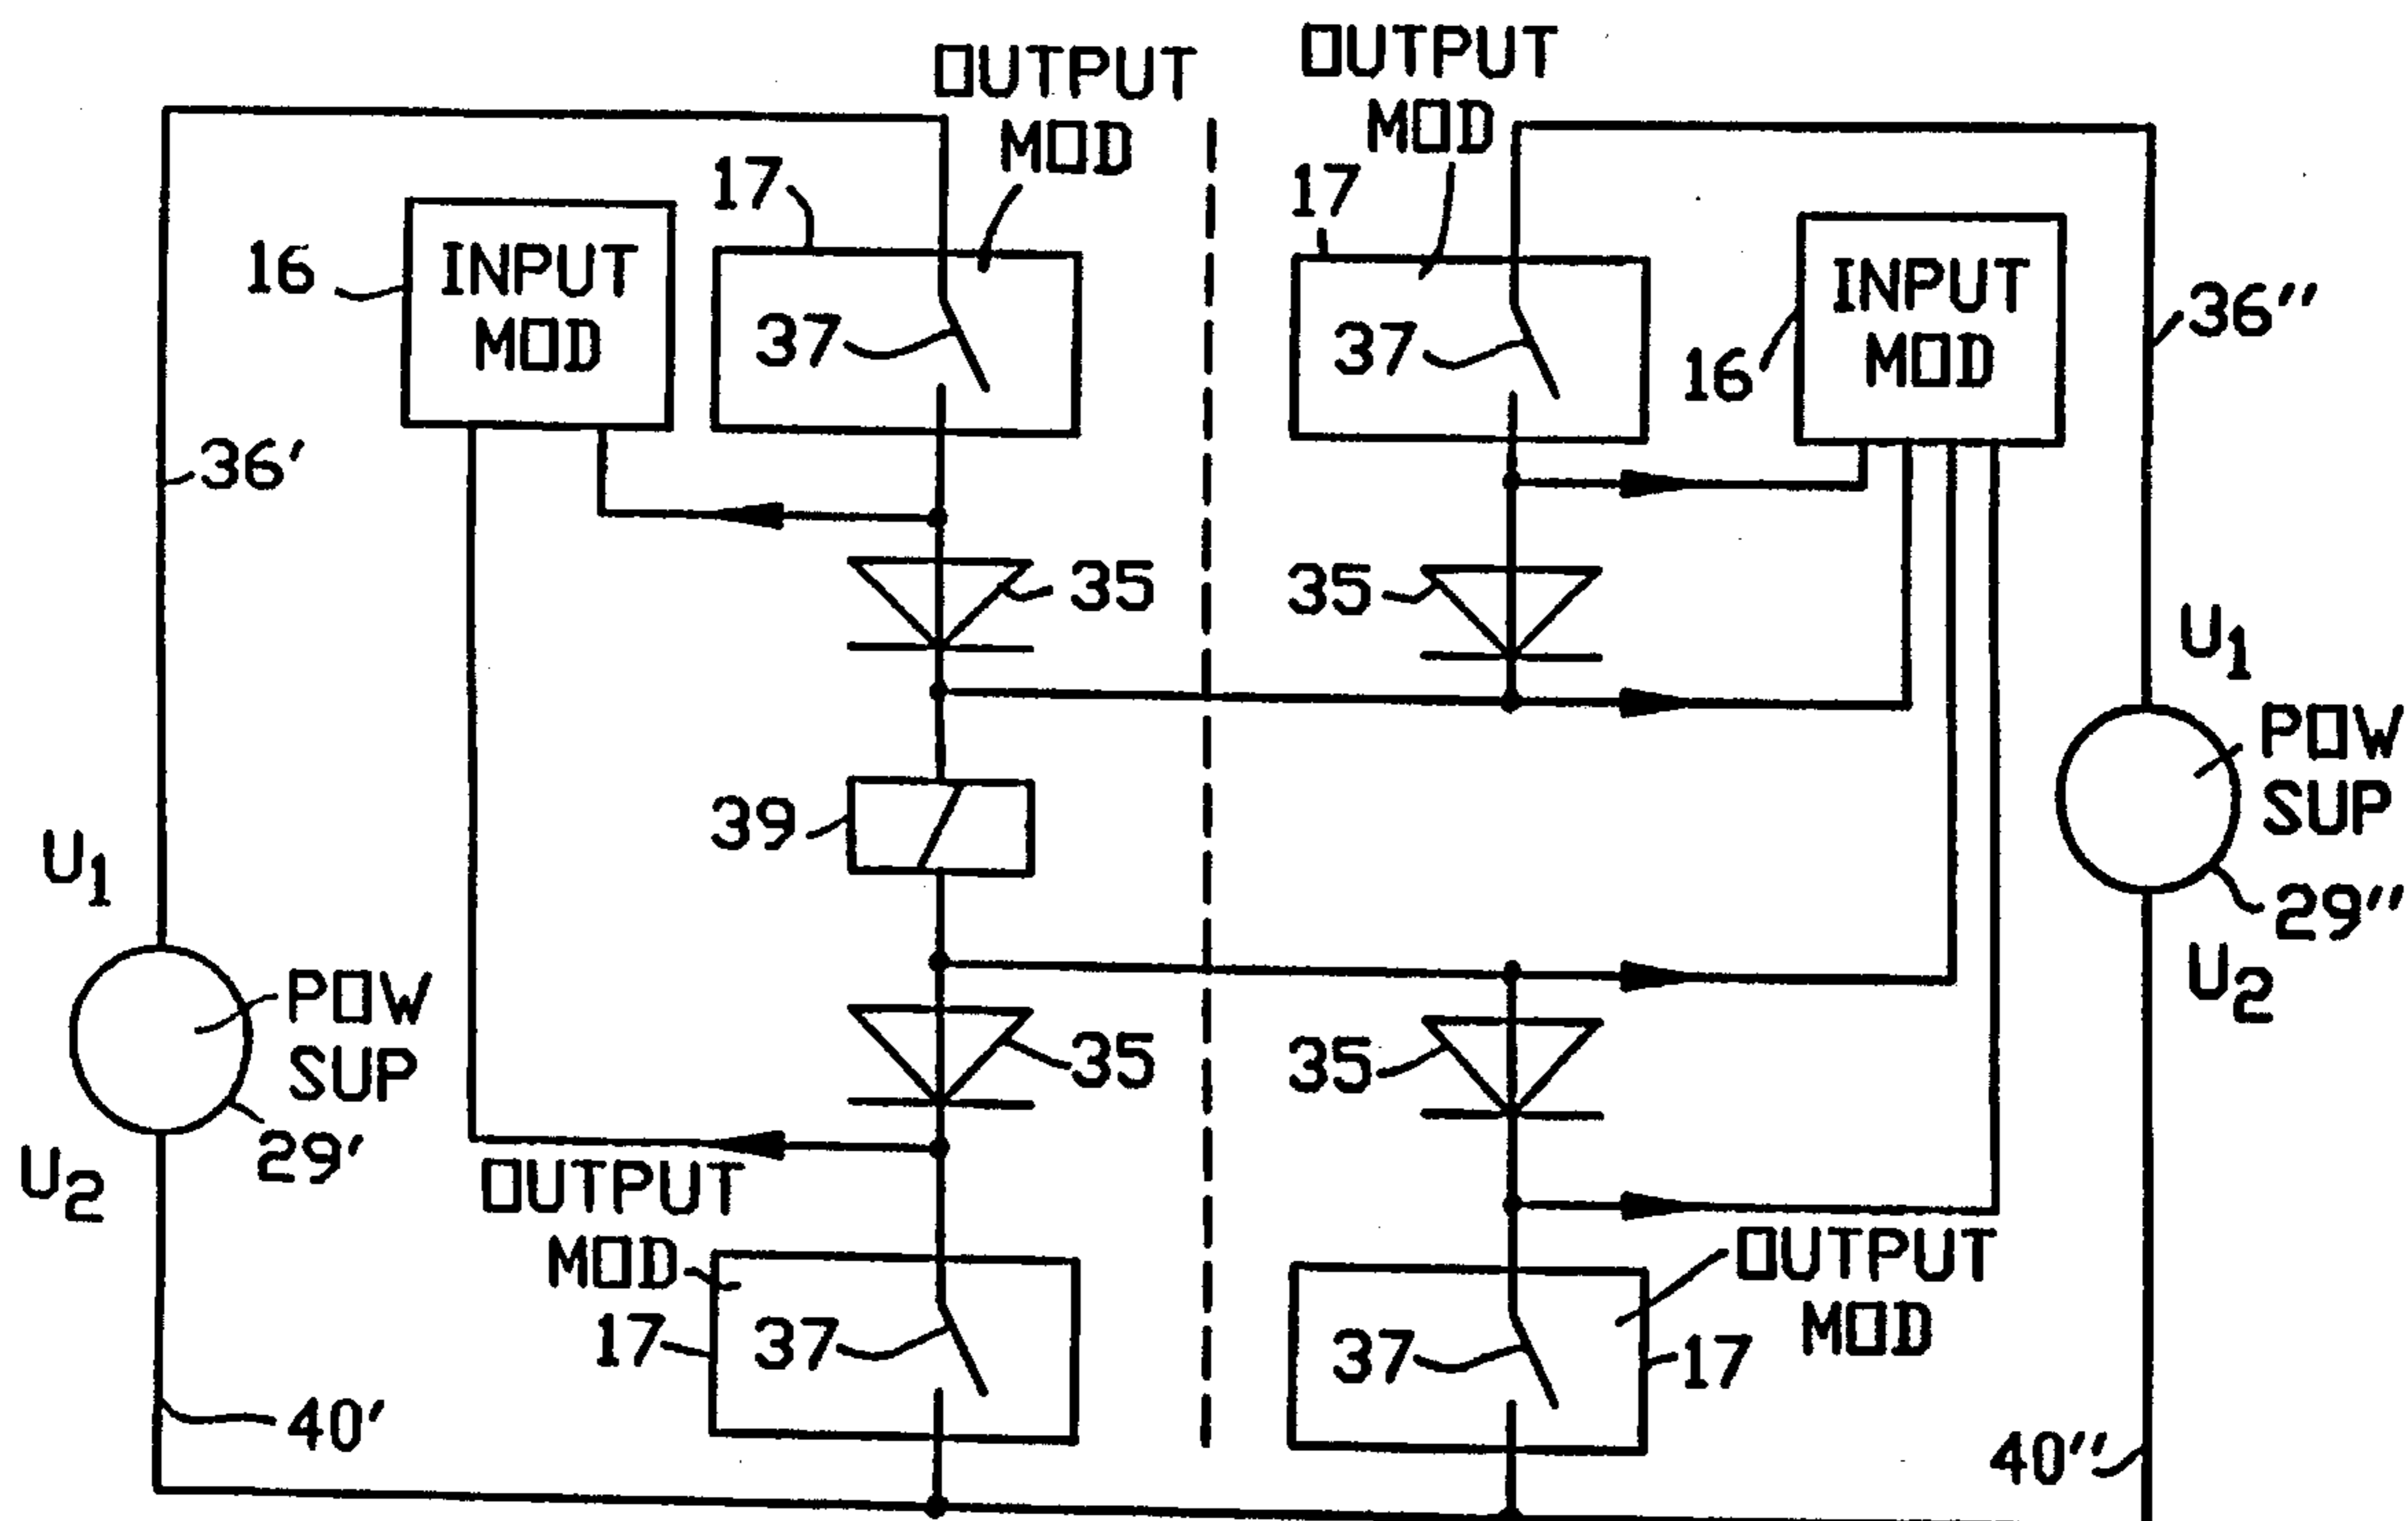 OUTPUT
MOD
OUTPUT
MOD
17
17
16
INPUT
MOD
37
37
INPUT
MOD
16
36'
36"
35
35
U1
POW
SUP
29"
U2
39
U1
POW
SUP
29'
U2
35
35
OUTPUT
MOD
17
37
37
OUTPUT
MOD
17
40'
40"